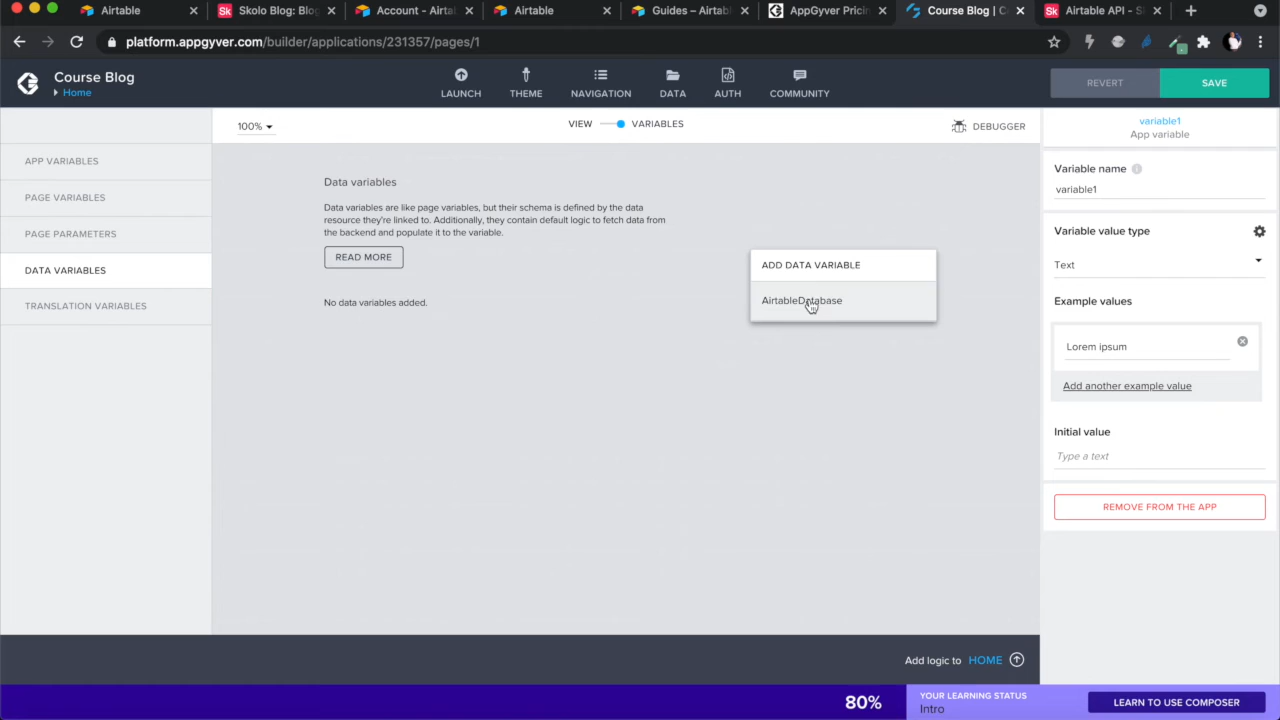 Airtable
Skolo Blog: Blog
Account - Airta
Airtable
Guides – Airtabl
AppGyver Pricin
Course Blog | C
Airtable API - S
platform.appgyver.com/builder/applications/231357/pages/1
Course Blog
Home
LAUNCH
THEME
NAVIGATION
DATA
AUTH
COMMUNITY
REVERT
SAVE
100%
VIEW
VARIABLES
DEBUGGER
APP VARIABLES
PAGE VARIABLES
PAGE PARAMETERS
DATA VARIABLES
TRANSLATION VARIABLES
Data variables
Data variables are like page variables, but their schema is defined by the data
resource they're linked to. Additionally, they contain default logic to fetch data from
the backend and populate it to the variable.
READ MORE
No data variables added.
ADD DATA VARIABLE
AirtableDatabase
variable1
App variable
Variable name
variable1
Variable value type
Text
Example values
Lorem ipsum
Add another example value
Initial value
Type a text
REMOVE FROM THE APP
Add logic to HOME
80%
YOUR LEARNING STATUS
Intro
LEARN TO USE COMPOSER